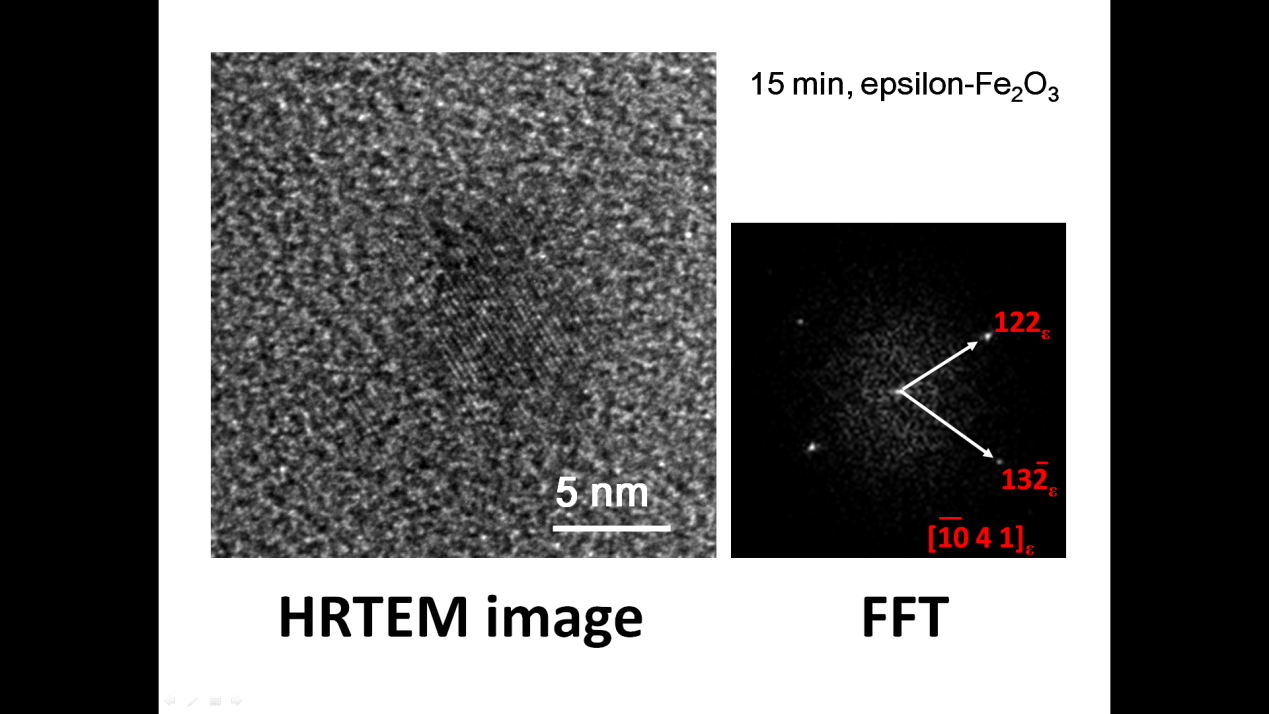 15 min, epsilon-Fe₂O₃
122ε
5 nm
132̅ε
[1̅0̅ 4 1]ε
HRTEM image
FFT